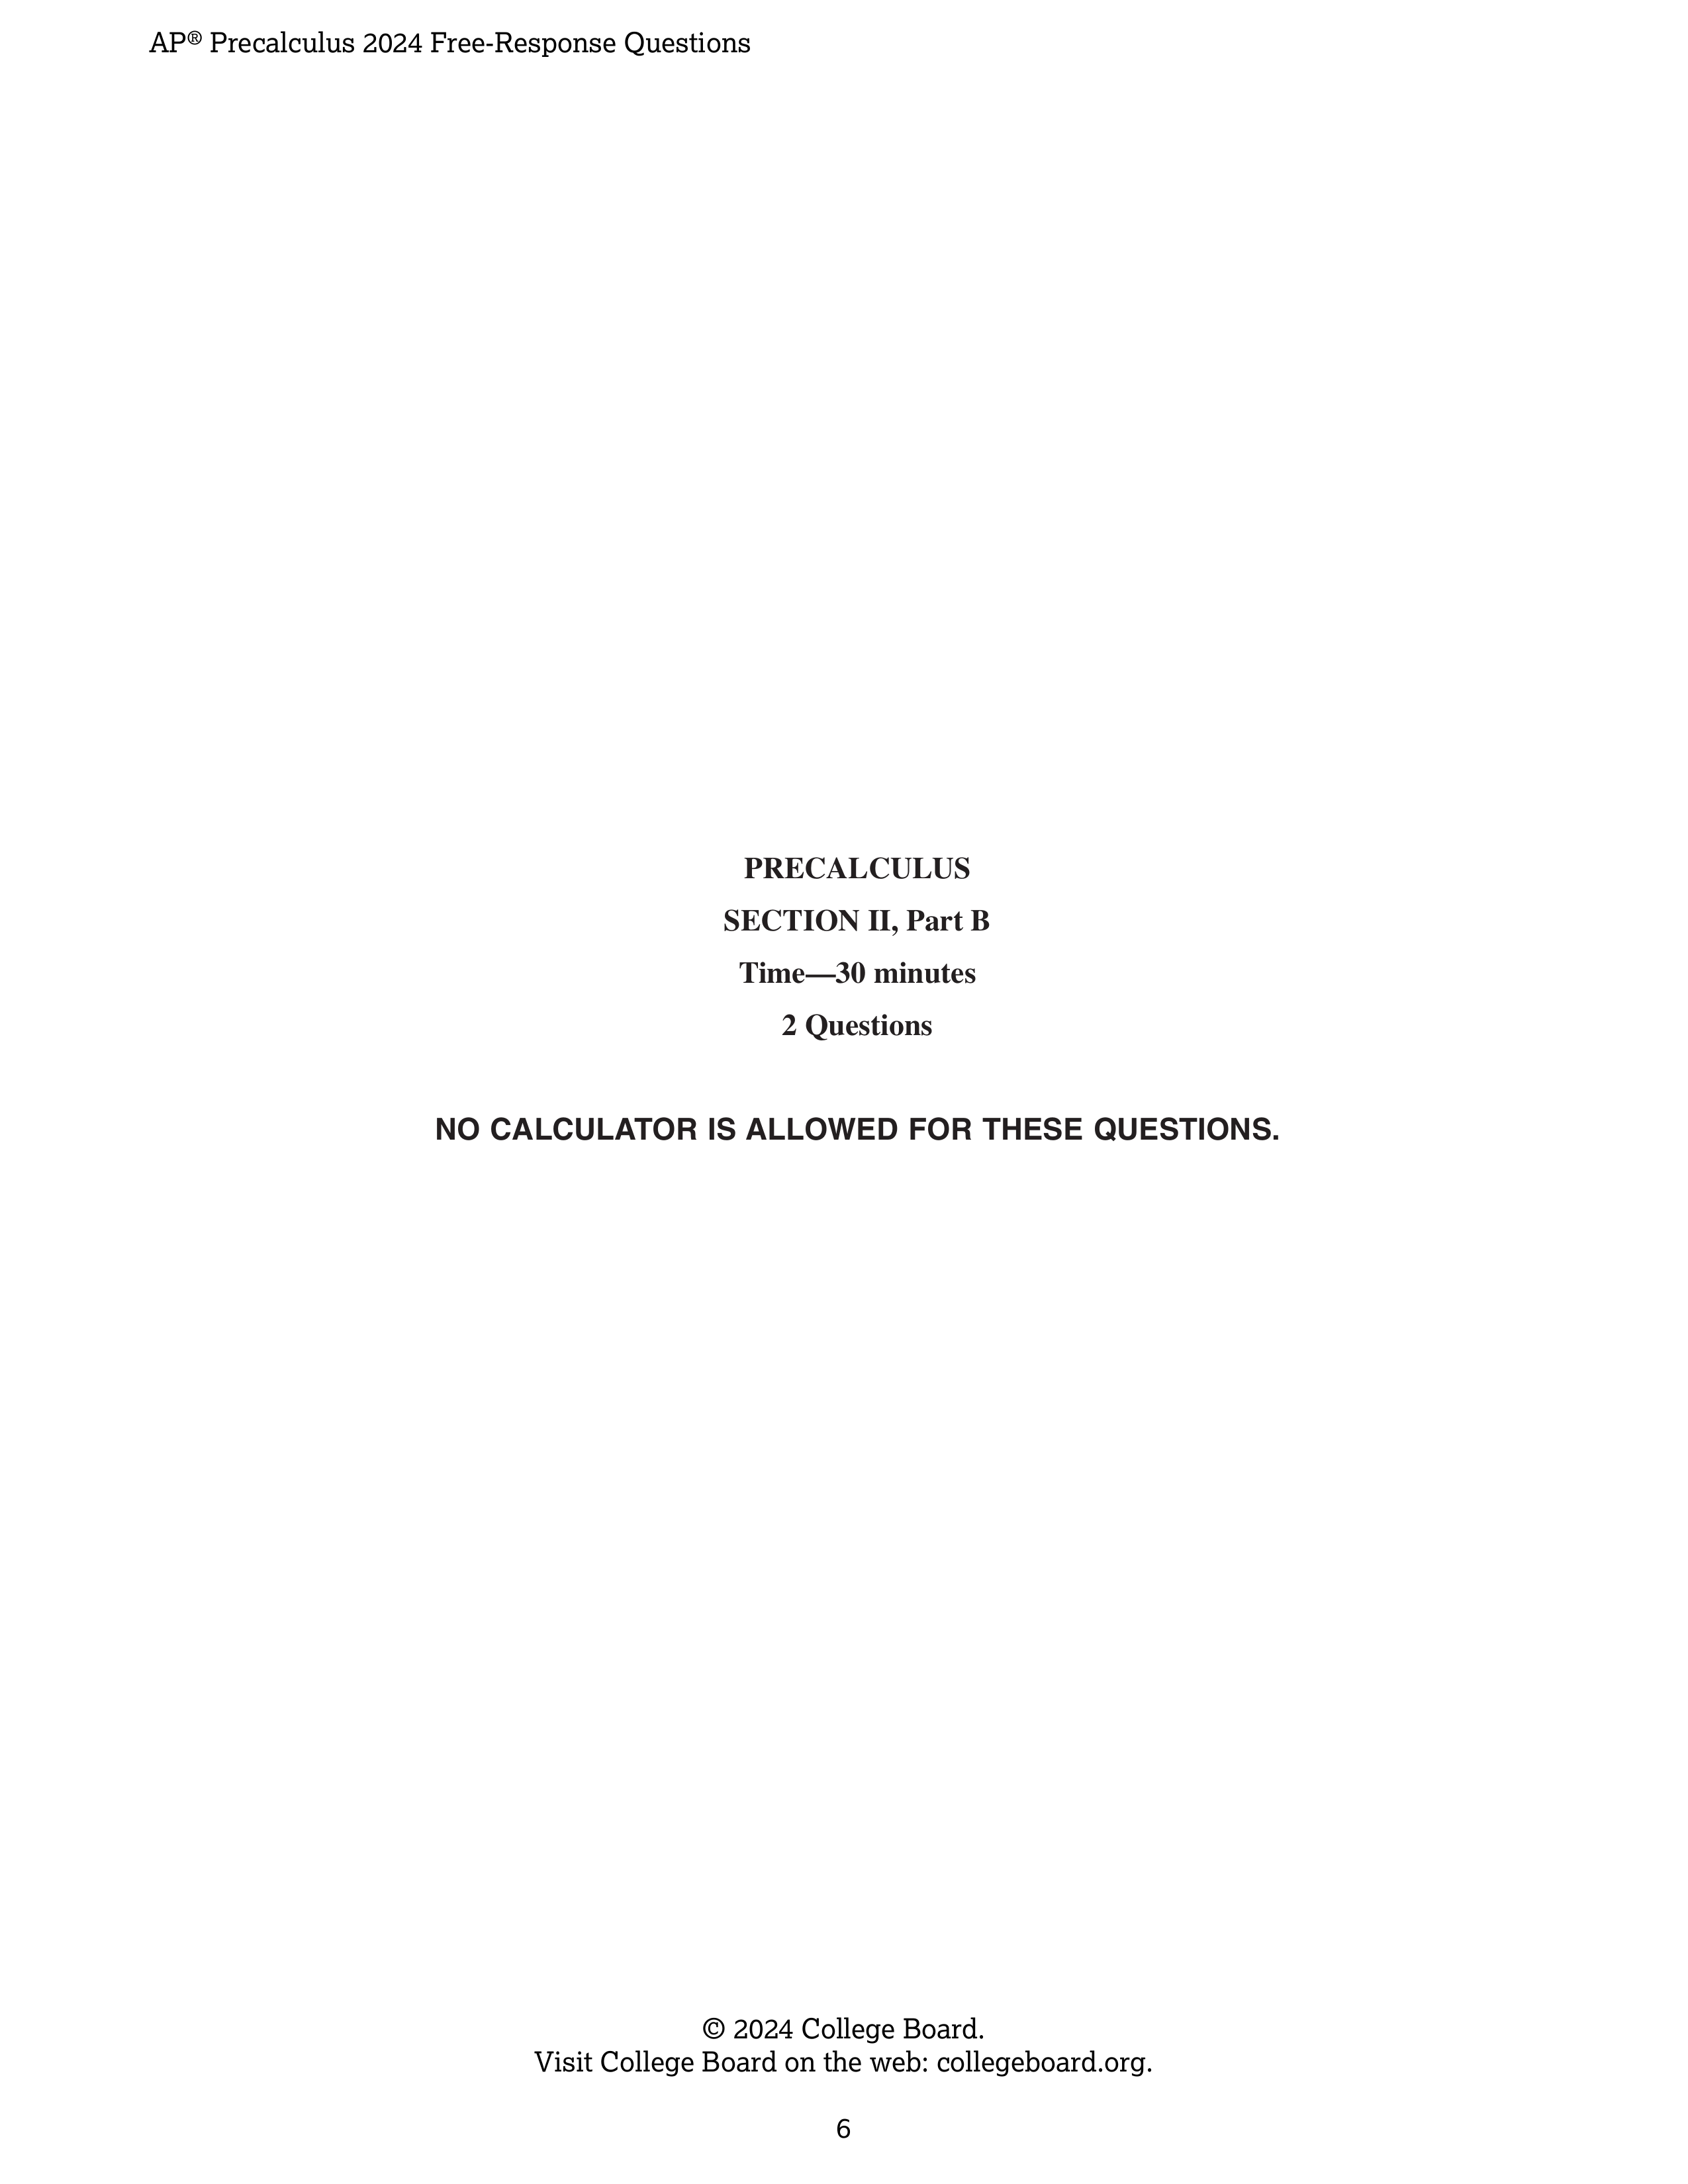 AP® Precalculus 2024 Free-Response Questions
PRECALCULUS
SECTION II, Part B
Time—30 minutes
2 Questions
NO CALCULATOR IS ALLOWED FOR THESE QUESTIONS.
© 2024 College Board.
Visit College Board on the web: collegeboard.org.
6